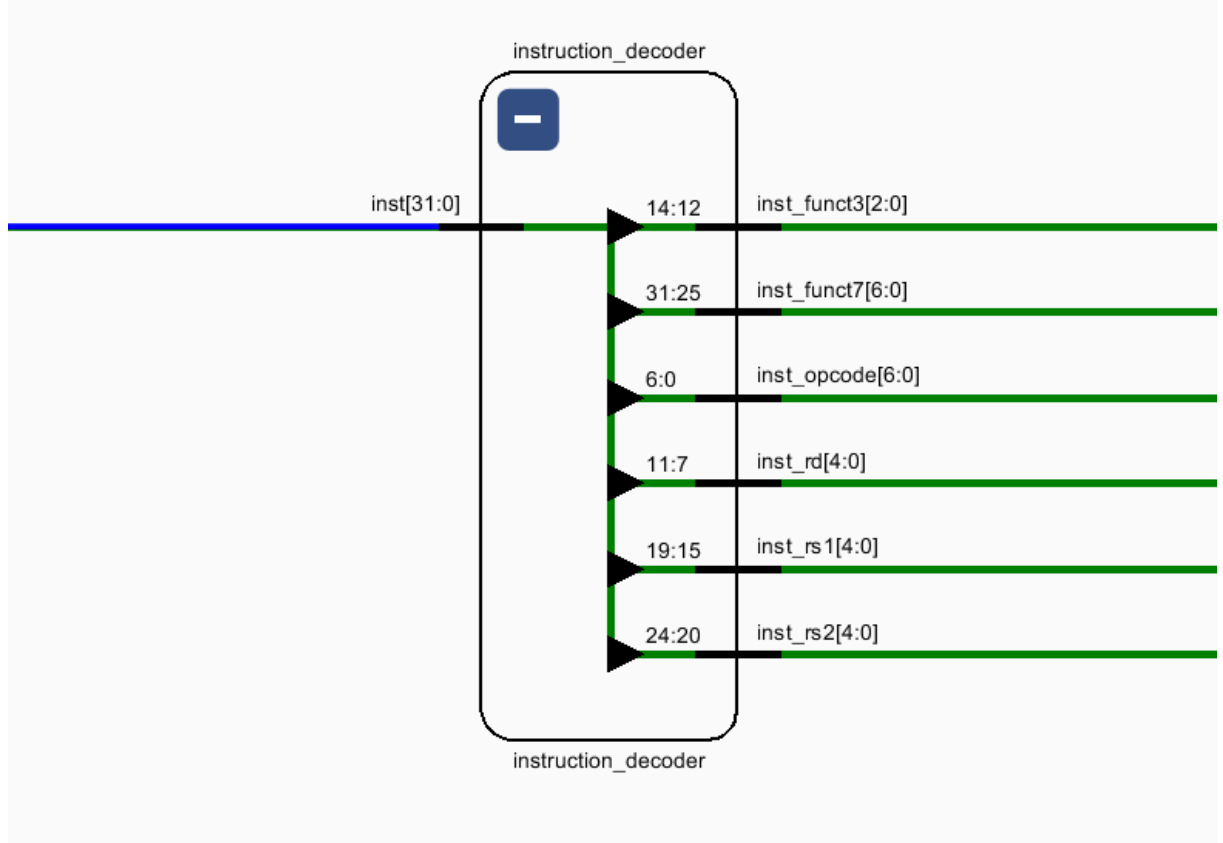 instruction_decoder
inst[31:0]
14:12
inst_funct3[2:0]
31:25
inst_funct7[6:0]
6:0
inst_opcode[6:0]
11:7
inst_rd[4:0]
19:15
inst_rs1[4:0]
24:20
inst_rs2[4:0]
instruction_decoder